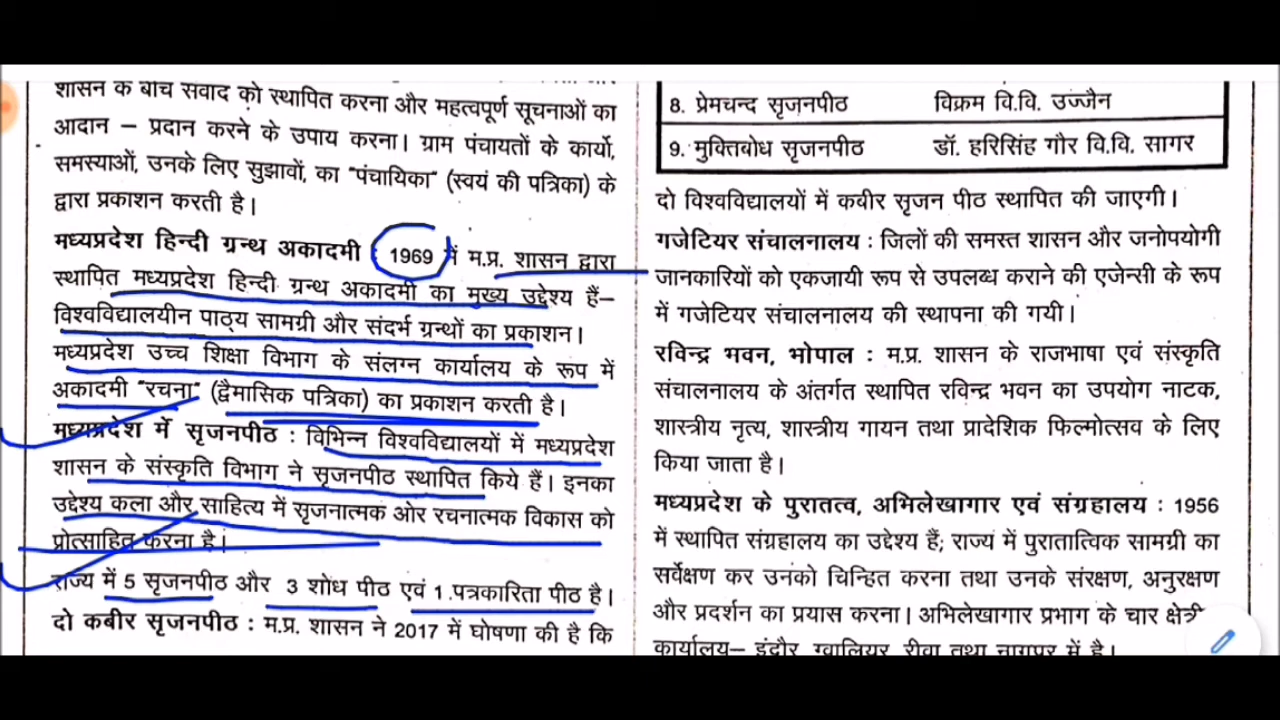 शासन के बीच संवाद को स्थापित करना और महत्वपूर्ण सूचनाओं का
आदान – प्रदान करने के उपाय करना। ग्राम पंचायतों के कार्यो,
समस्याओं, उनके लिए सुझावों, का "पंचायिका" (स्वयं की पत्रिका) के
द्वारा प्रकाशन करती है।
मध्यप्रदेश हिन्दी ग्रन्थ अकादमी 1969 में म.प्र. शासन द्वारा
स्थापित मध्यप्रदेश हिन्दी ग्रन्थ अकादमी का मुख्य उद्देश्य हैं–
विश्वविद्यालयीन पाठ्य सामग्री और संदर्भ ग्रन्थों का प्रकाशन।
मध्यप्रदेश उच्च शिक्षा विभाग के संलग्न कार्यालय के रूप में
अकादमी "रचना" (द्वैमासिक पत्रिका) का प्रकाशन करती है।
मध्यप्रदेश में सृजनपीठ : विभिन्न विश्वविद्यालयों में मध्यप्रदेश
शासन के संस्कृति विभाग ने सृजनपीठ स्थापित किये हैं। इनका
उद्देश्य कला और साहित्य में सृजनात्मक ओर रचनात्मक विकास को
प्रोत्साहित करना है।
राज्य में 5 सृजनपीठ और 3 शोध पीठ एवं 1 पत्रकारिता पीठ है।
दो कबीर सृजनपीठ : म.प्र. शासन ने 2017 में घोषणा की है कि
8. प्रेमचन्द सृजनपीठ विक्रम वि.वि. उज्जैन
9. मुक्तिबोध सृजनपीठ डॉ. हरिसिंह गौर वि.वि. सागर
दो विश्वविद्यालयों में कबीर सृजन पीठ स्थापित की जाएगी।
गजेटियर संचालनालय : जिलों की समस्त शासन और जनोपयोगी
जानकारियों को एकजायी रूप से उपलब्ध कराने की एजेन्सी के रूप
में गजेटियर संचालनालय की स्थापना की गयी।
रविन्द्र भवन, भोपाल : म.प्र. शासन के राजभाषा एवं संस्कृति
संचालनालय के अंतर्गत स्थापित रविन्द्र भवन का उपयोग नाटक,
शास्त्रीय नृत्य, शास्त्रीय गायन तथा प्रादेशिक फिल्मोत्सव के लिए
किया जाता है।
मध्यप्रदेश के पुरातत्व, अभिलेखागार एवं संग्रहालय : 1956
में स्थापित संग्रहालय का उद्देश्य हैं; राज्य में पुरातात्विक सामग्री का
सर्वेक्षण कर उनको चिन्हित करना तथा उनके संरक्षण, अनुरक्षण
और प्रदर्शन का प्रयास करना। अभिलेखागार प्रभाग के चार
कार्यालय– इंदौर, ग्वालियर, रीवा तथा नागपुर में है।